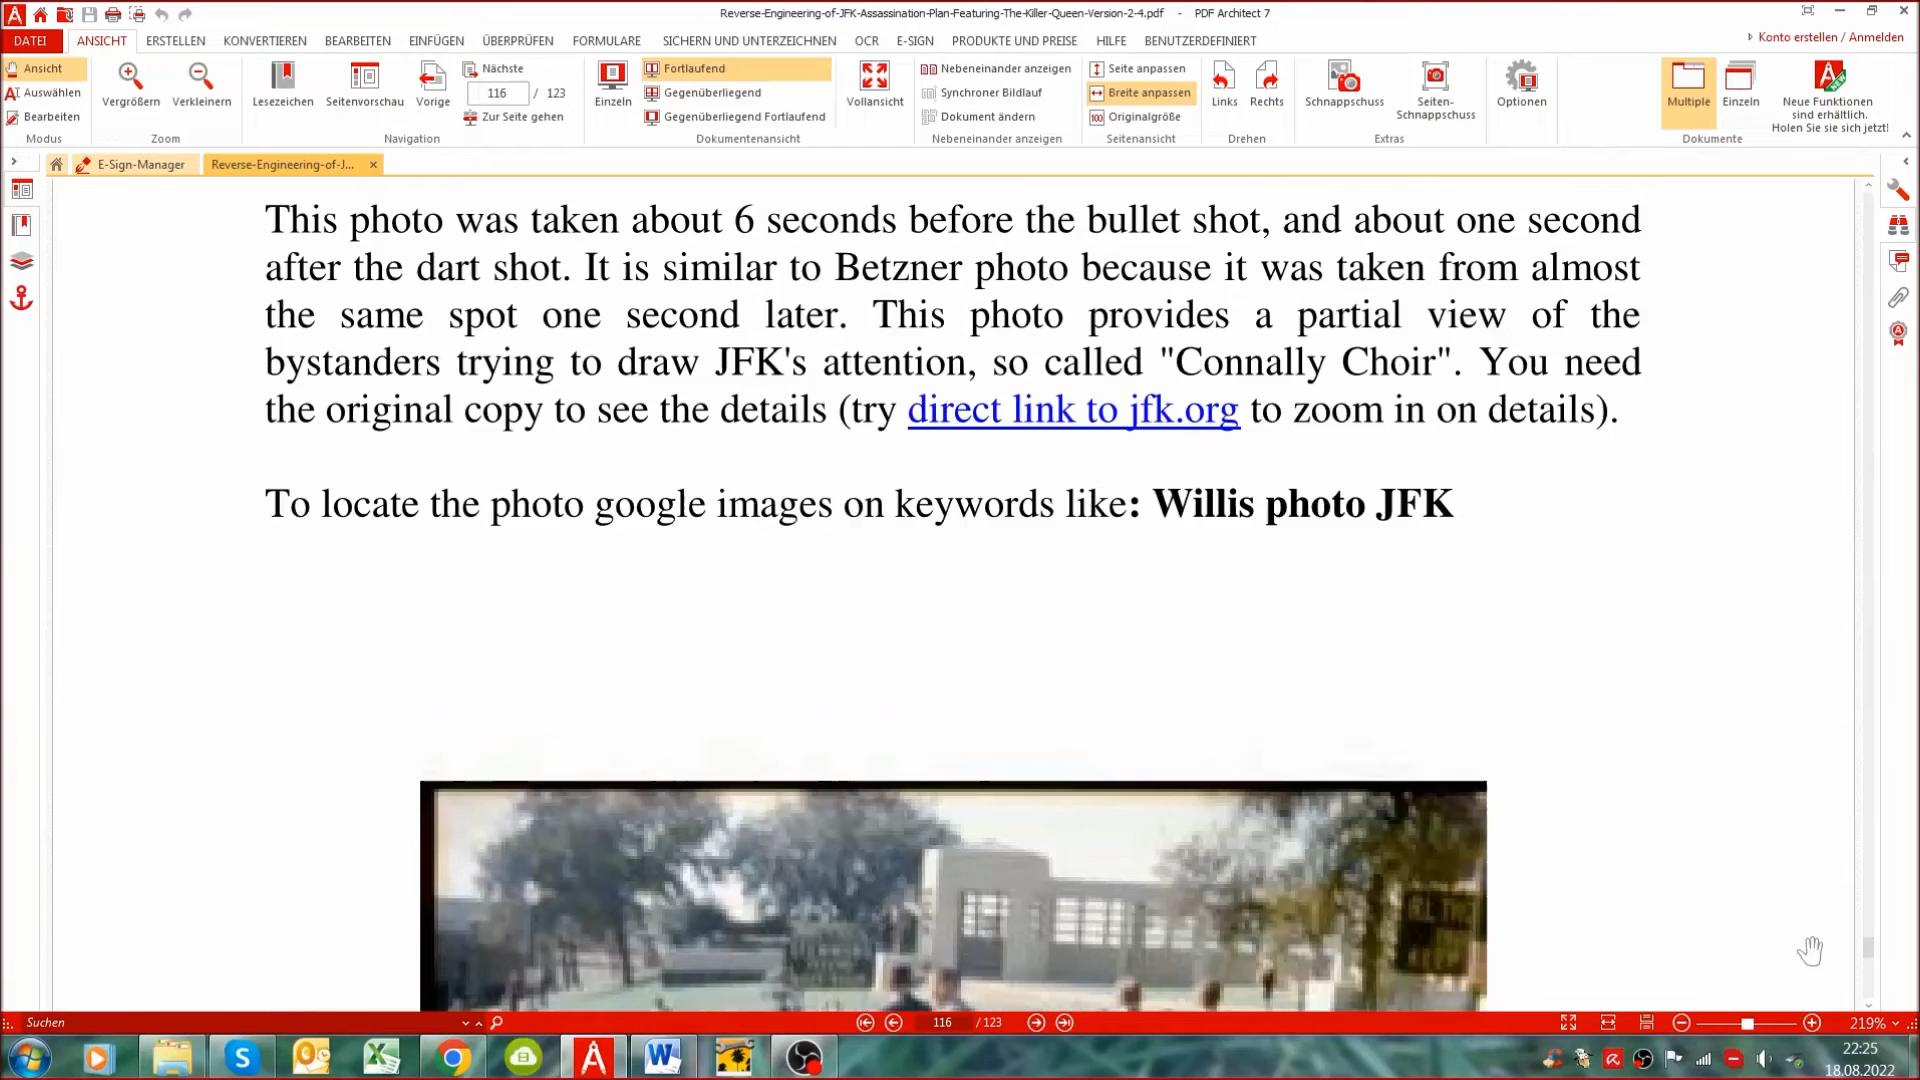 Reverse-Engineering-of-JFK-Assassination-Plan-Featuring-The-Killer-Queen-Version-2-4.pdf - PDF Architect 7
DATEI ANSICHT ERSTELLEN KONVERTIEREN BEARBEITEN EINFÜGEN ÜBERPRÜFEN FORMULARE SICHERN UND UNTERZEICHNEN OCR E-SIGN PRODUKTE UND PREISE HILFE BENUTZERDEFINIERT Konto erstellen / Anmelden
Ansicht
Auswählen
Bearbeiten
Modus
Vergrößern Verkleinern
Zoom
Lesezeichen Seitenvorschau Vorige
Nächste
116 / 123
Zur Seite gehen
Navigation
Einzeln
Fortlaufend
Gegenüberliegend
Gegenüberliegend Fortlaufend
Dokumentansicht
Vollansicht
Nebeneinander anzeigen
Synchroner Bildlauf
Dokument ändern
Nebeneinander anzeigen
Seite anpassen
Breite anpassen
100 Originalgröße
Seitenansicht
Links Rechts
Drehen
Schnappschuss
Seiten-
Schnappschuss
Extras
Optionen
Multiple Einzeln
Neue Funktionen
sind erhältlich.
Holen Sie sie sich jetzt!
Dokumente
E-Sign-Manager Reverse-Engineering-of-J...
This photo was taken about 6 seconds before the bullet shot, and about one second
after the dart shot. It is similar to Betzner photo because it was taken from almost
the same spot one second later. This photo provides a partial view of the
bystanders trying to draw JFK's attention, so called "Connally Choir". You need
the original copy to see the details (try direct link to jfk.org to zoom in on details).
To locate the photo google images on keywords like: Willis photo JFK
Suchen 116 / 123 219%
22:25
18.08.2022